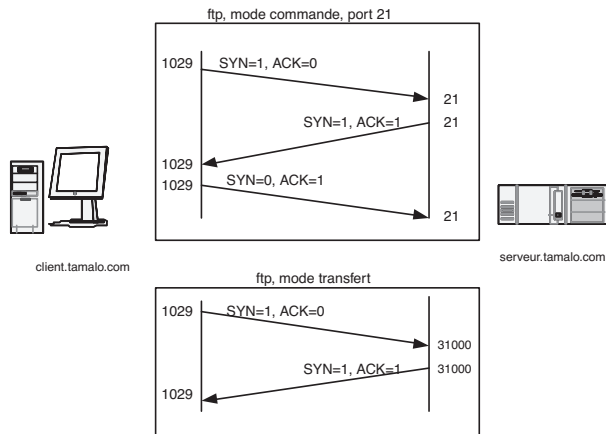 ftp, mode commande, port 21
1029
SYN=1, ACK=0
21
SYN=1, ACK=1
21
1029
1029
SYN=0, ACK=1
21
client.tamalo.com
serveur.tamalo.com
ftp, mode transfert
1029
SYN=1, ACK=0
31000
SYN=1, ACK=1
31000
1029